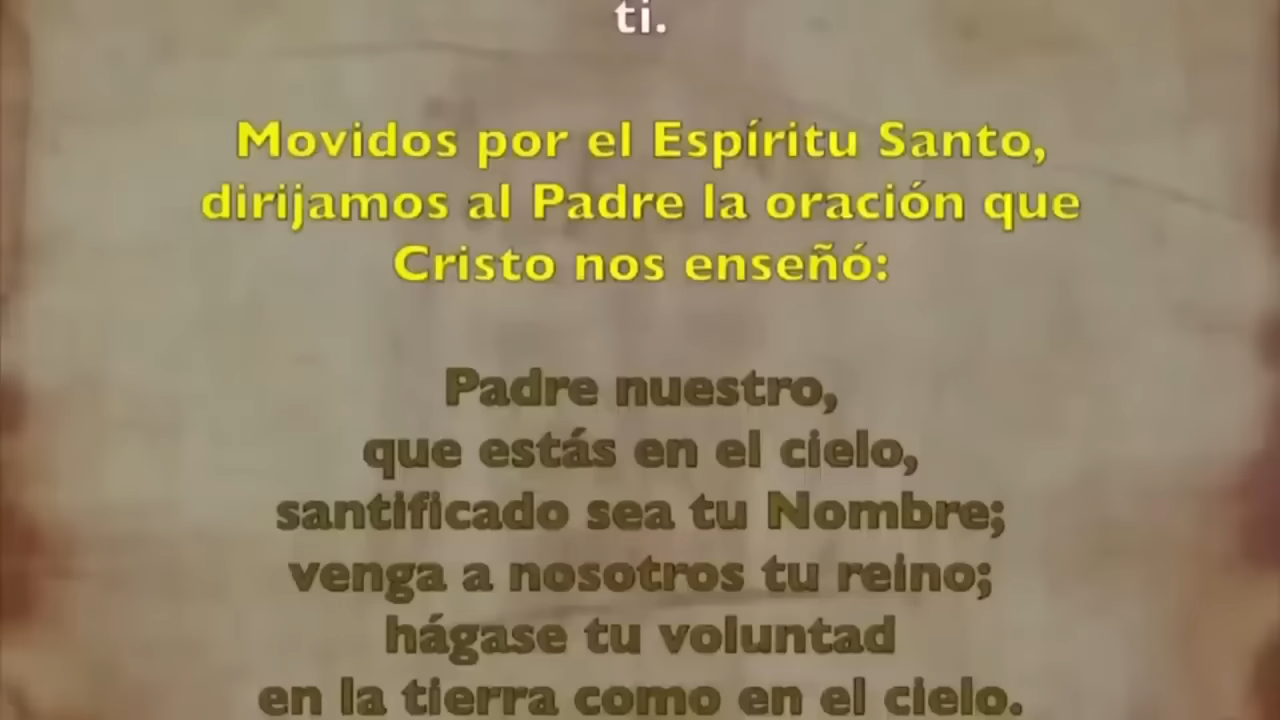 ti.
Movidos por el Espíritu Santo,
dirijamos al Padre la oración que
Cristo nos enseñó:
Padre nuestro,
que estás en el cielo,
santificado sea tu Nombre;
venga a nosotros tu reino;
hágase tu voluntad
en la tierra como en el cielo.